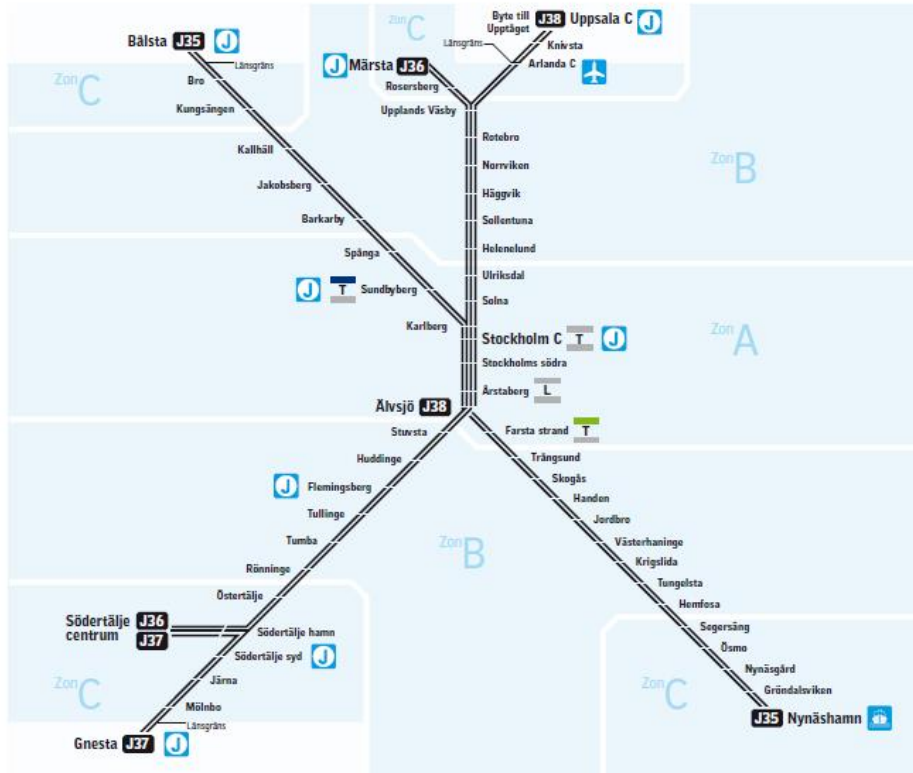 Bålsta J35 J
Länsgräns
Bro
Kungsängen
Kallhäll
Jakobsberg
Barkarby
Spånga
J T Sundbyberg
Karlberg
Zon C
Zon C
Byte till
Upptåget
J38 Uppsala C J
Länsgräns
Knivsta
Arlanda C
J Märsta J36
Rosersberg
Upplands Väsby
Rotebro
Norrviken
Häggvik
Sollentuna
Helenelund
Ulriksdal
Solna
Zon B
Zon A
Stockholm C T J
Stockholms södra
Årstaberg L
Älvsjö J38
Stuvsta
Huddinge
J Flemingsberg
Tullinge
Tumba
Rönninge
Östertälje
Södertälje
centrum
J36
J37
Södertälje hamn
Södertälje syd J
Järna
Mölnbo
Länsgräns
Gnesta J37 J
Zon C
Zon B
Farsta strand T
Trångsund
Skogås
Handen
Jordbro
Västerhaninge
Krigslida
Tungelsta
Hemfosa
Segersäng
Ösmo
Nynäsgård
Gröndalsviken
J35 Nynäshamn
Zon C